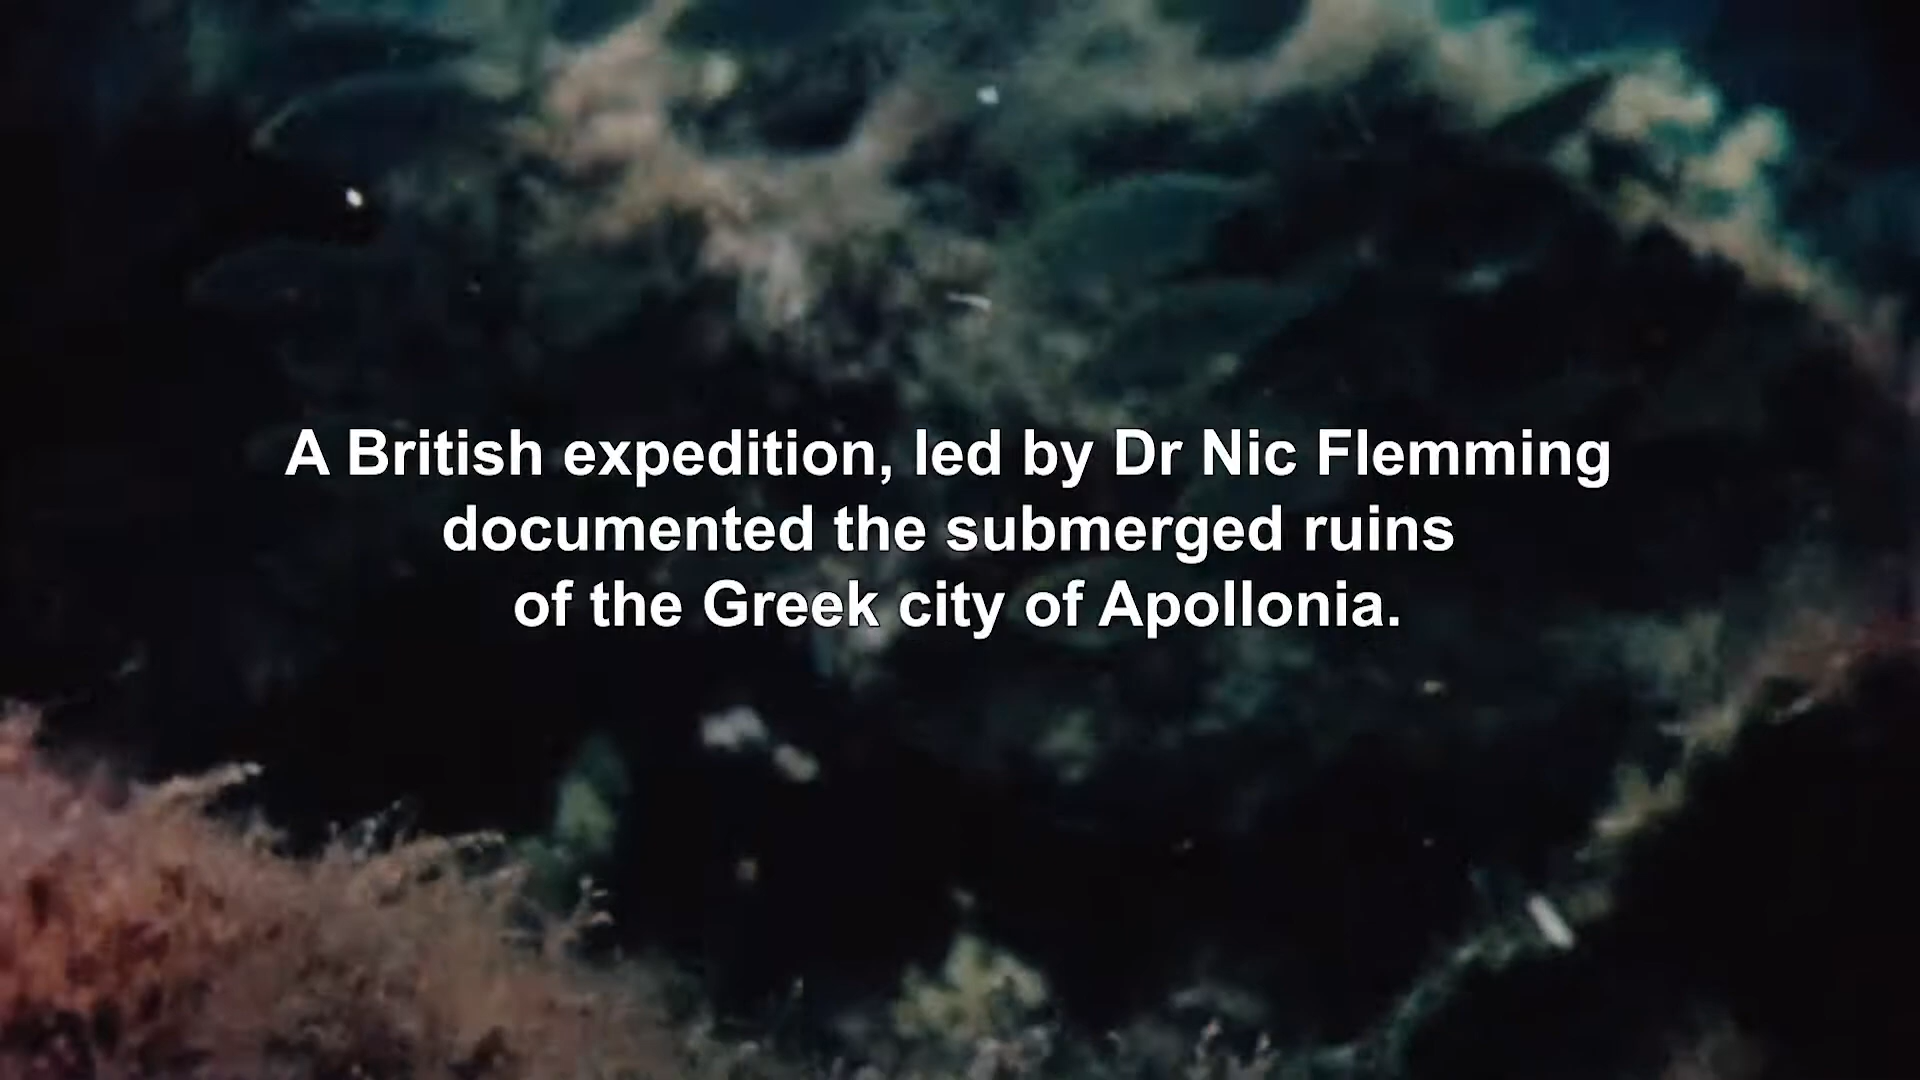 A British expedition, led by Dr Nic Flemming
documented the submerged ruins
of the Greek city of Apollonia.